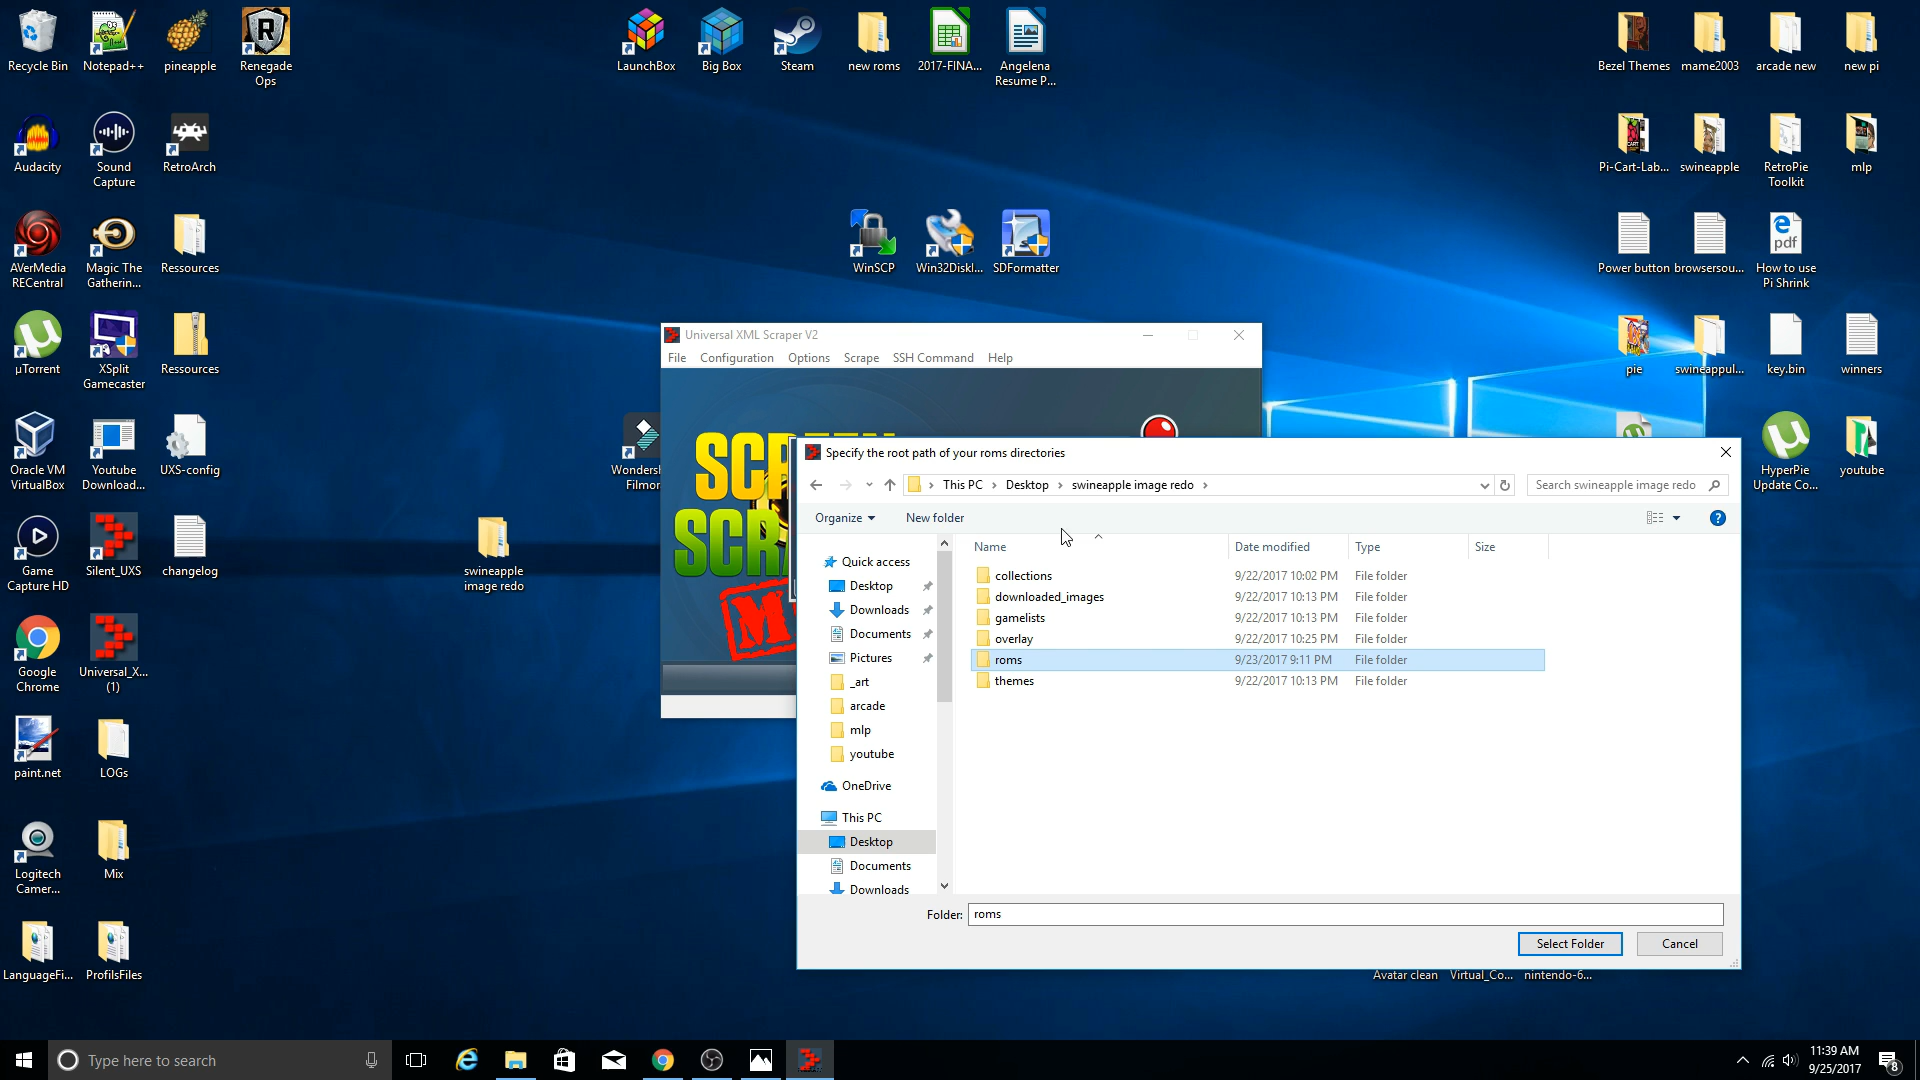 Recycle Bin
Notepad++
pineapple
Renegade
Ops
LaunchBox
Big Box
Steam
new roms
2017-FINA...
Angelena
Resume P...
Bezel Themes
mame2003
arcade new
new pi
Audacity
Sound
Capture
RetroArch
Pi-Cart-Lab...
swineapple
RetroPie
Toolkit
mlp
AVerMedia
RECentral
Magic The
Gatherin...
Ressources
WinSCP
Win32DiskI...
SDFormatter
Power button
browsersou...
How to use
Pi Shrink
µTorrent
XSplit
Gamecaster
Ressources
pie
swineappul...
key.bin
winners
Universal XML Scraper V2
File Configuration Options Scrape SSH Command Help
Oracle VM
VirtualBox
Youtube
Download...
UXS-config
Wondersh
Filmor
HyperPie
Update Co...
youtube
Specify the root path of your roms directories
This PC > Desktop > swineapple image redo >
Search swineapple image redo
Organize
New folder
Name
Date modified
Type
Size
collections 9/22/2017 10:02 PM File folder
downloaded_images 9/22/2017 10:13 PM File folder
gamelists 9/22/2017 10:13 PM File folder
overlay 9/22/2017 10:25 PM File folder
roms 9/23/2017 9:11 PM File folder
themes 9/22/2017 10:13 PM File folder
Quick access
Desktop
Downloads
Documents
Pictures
_art
arcade
mlp
youtube
OneDrive
This PC
Desktop
Documents
Downloads
Folder: roms
Select Folder
Cancel
Game
Capture HD
Silent_UXS
changelog
swineapple
image redo
Google
Chrome
Universal_X...
(1)
paint.net
LOGs
Logitech
Camer...
Mix
LanguageFi...
ProfilsFiles
Avatar clean
Virtual_Co...
nintendo-6...
Type here to search
11:39 AM
9/25/2017
8